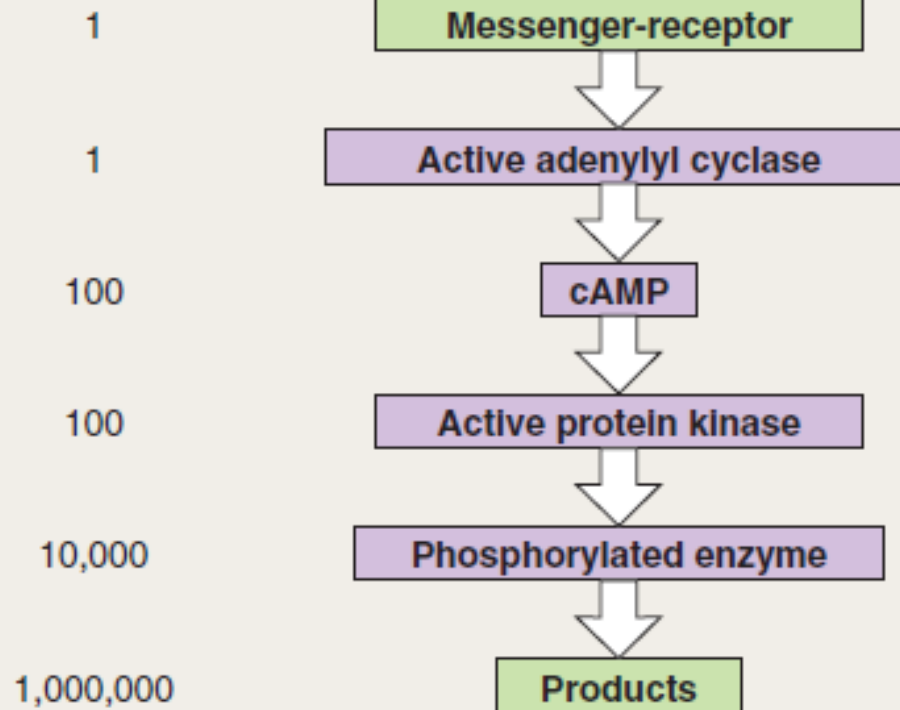 1 Messenger-receptor
1 Active adenylyl cyclase
100 cAMP
100 Active protein kinase
10,000 Phosphorylated enzyme
1,000,000 Products